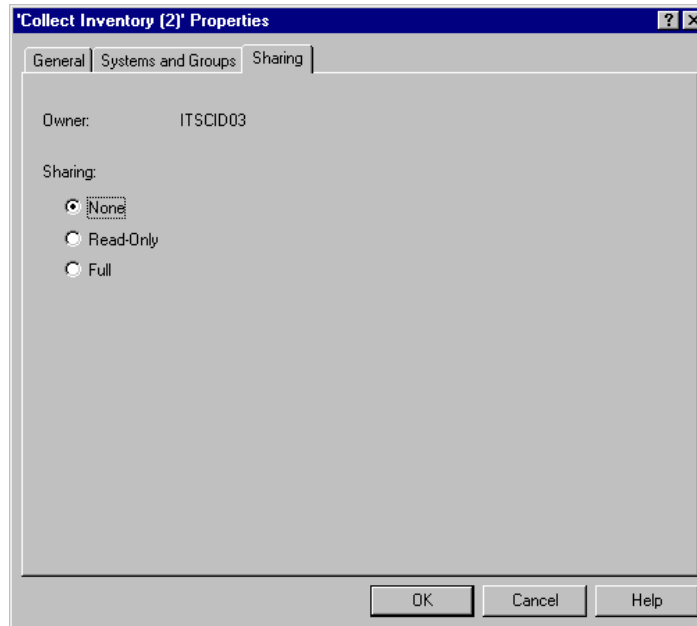 'Collect Inventory (2)' Properties
General Systems and Groups Sharing
Owner: ITSCID03
Sharing:
None
Read-Only
Full
OK Cancel Help